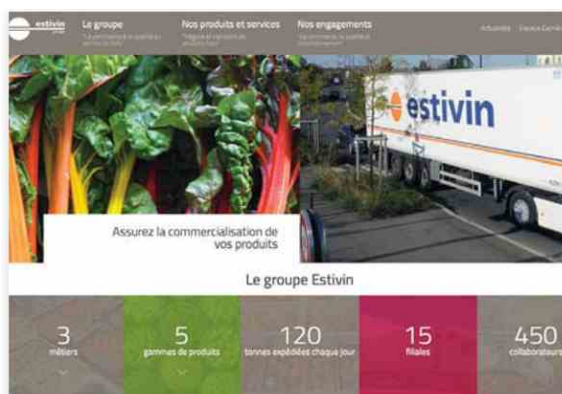 estivin
Le groupe
Nos produits et services
Nos engagements
Actualités
Assurez la commercialisation de
vos produits
estivin
Le groupe Estivin
3
métiers
5
gammes de produits
120
tonnes expédiées chaque jour
15
filiales
450
collaborateurs